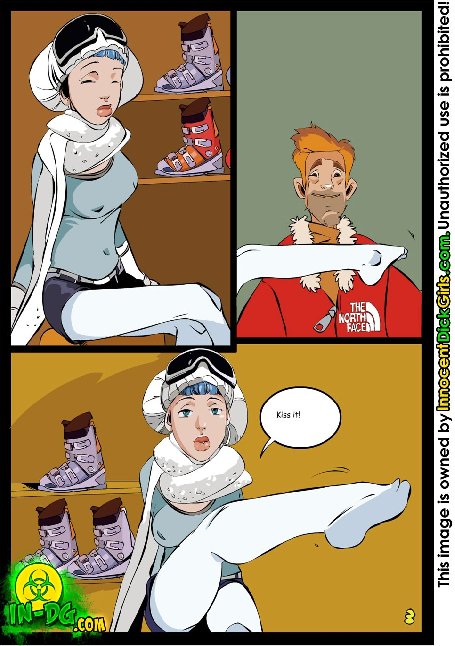 THE
NORTH
FACE
Kiss it!
IN-DG.com
2
This image is owned by InnocentDickGirls.com. Unauthorized use is prohibited!